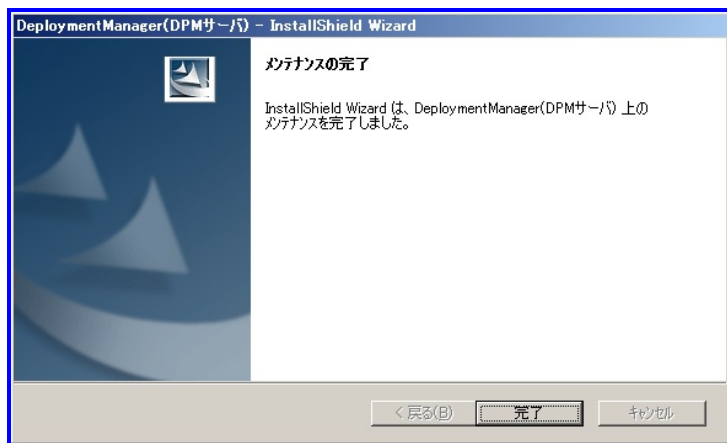 DeploymentManager(DPMサーバ) - InstallShield Wizard
メンテナンスの完了
InstallShield Wizard は、DeploymentManager(DPMサーバ) 上の
メンテナンスを完了しました。
< 戻る(B)
完了
キャンセル